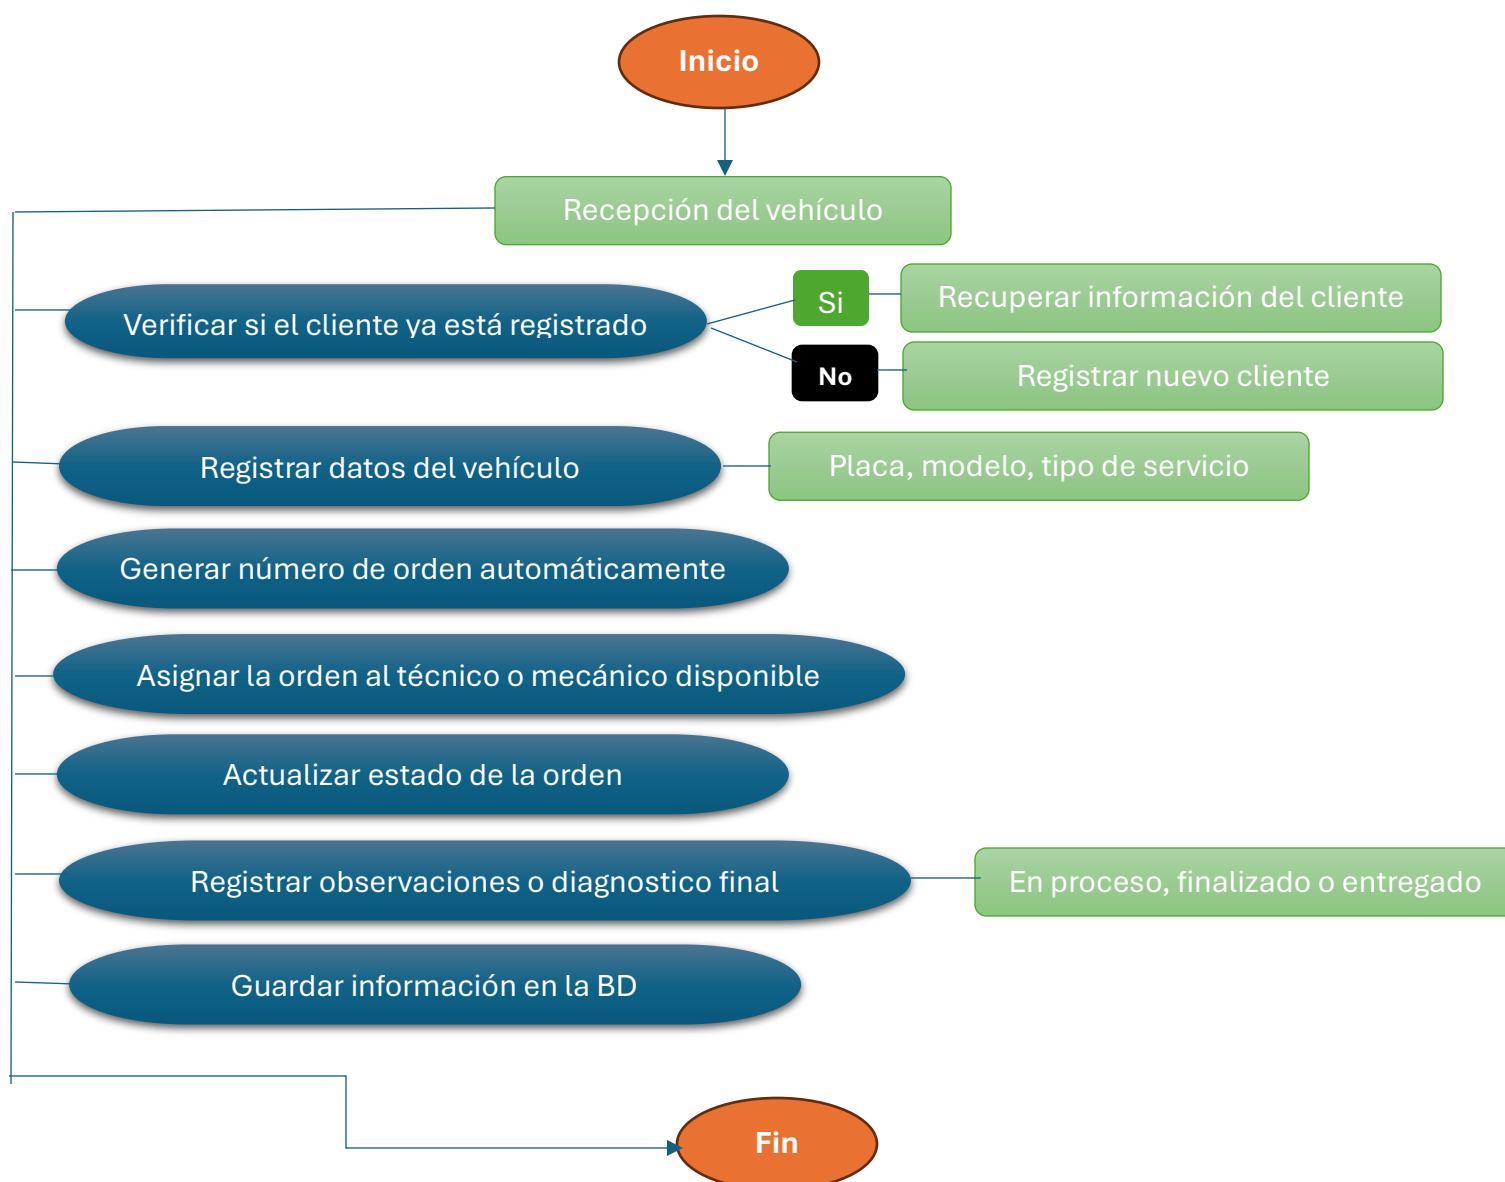 Inicio
Recepción del vehículo
Verificar si el cliente ya está registrado
Si
Recuperar información del cliente
No
Registrar nuevo cliente
Registrar datos del vehículo
Placa, modelo, tipo de servicio
Generar número de orden automáticamente
Asignar la orden al técnico o mecánico disponible
Actualizar estado de la orden
Registrar observaciones o diagnostico final
En proceso, finalizado o entregado
Guardar información en la BD
Fin